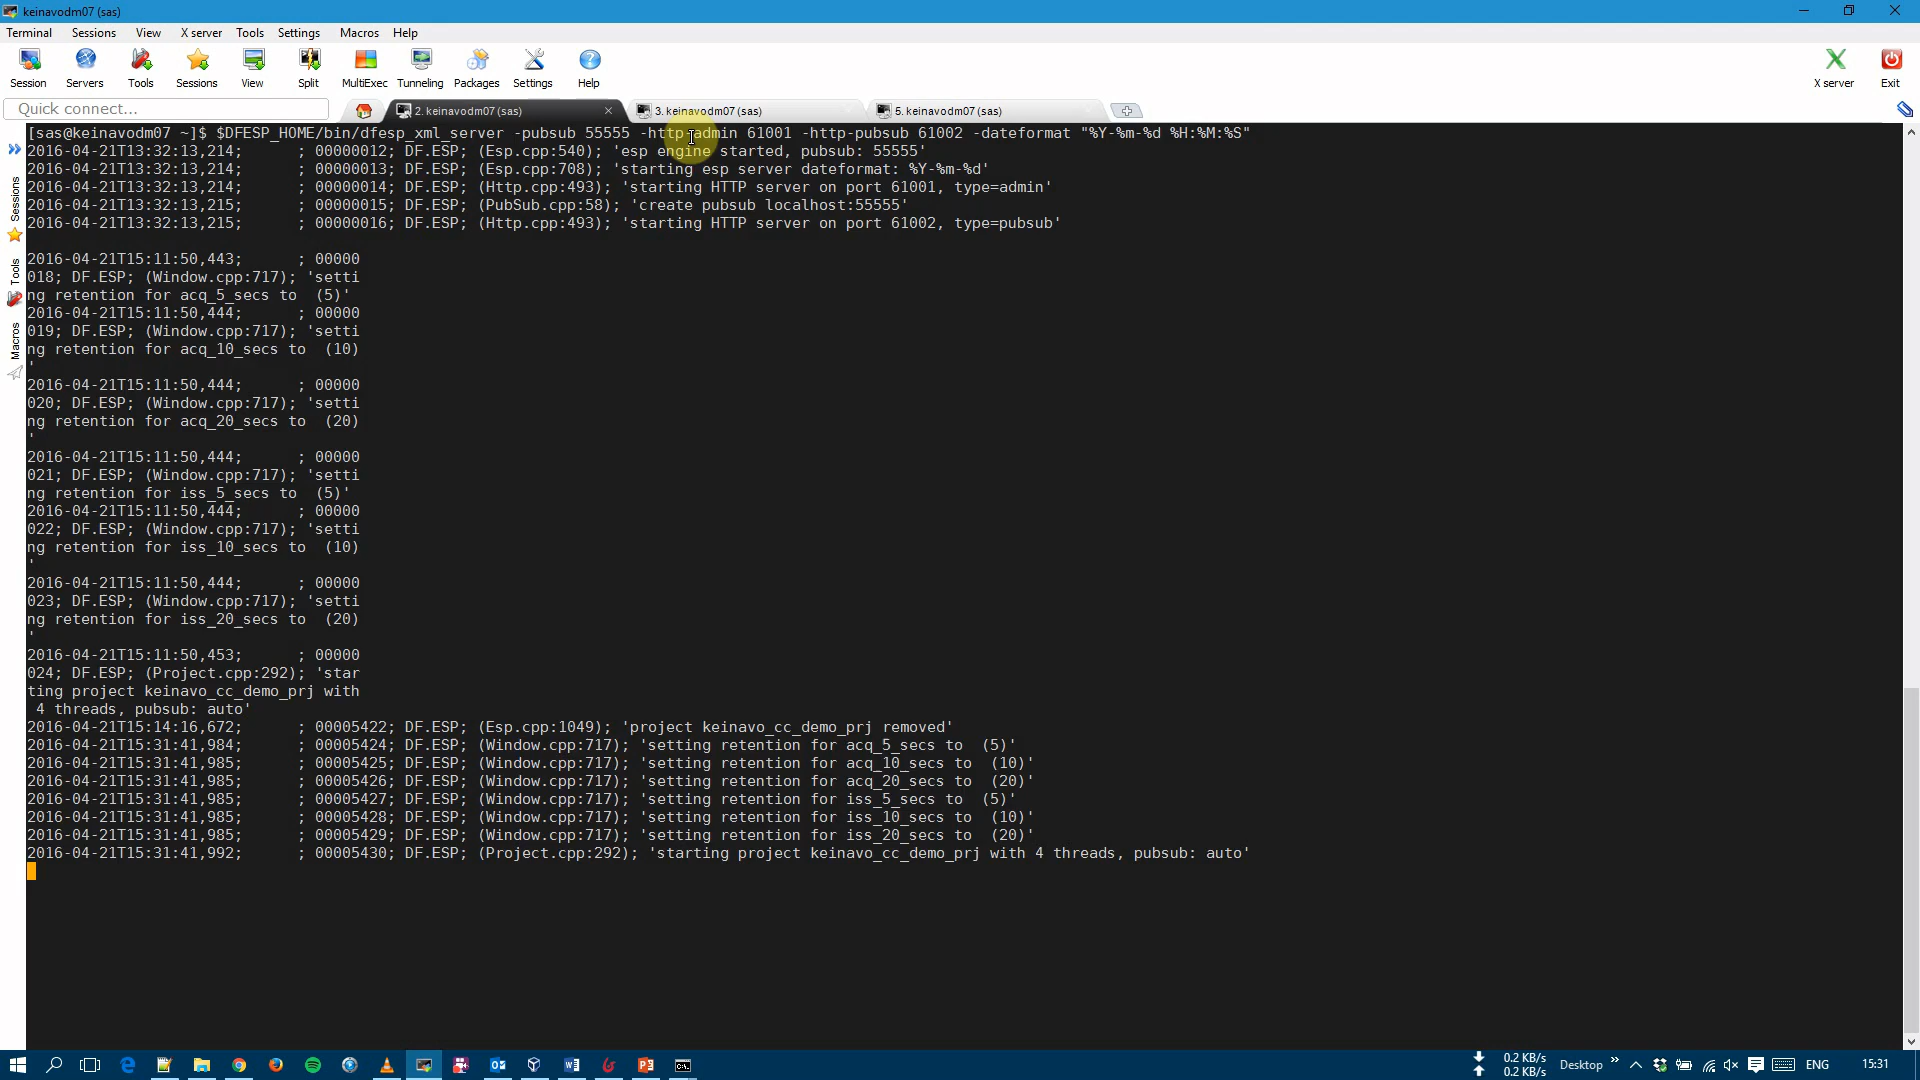 keinavodm07 (sas)
Terminal Sessions View X server Tools Settings Macros Help
Session Servers Tools Sessions View Split MultiExec Tunneling Packages Settings Help X server Exit
Quick connect... 2. keinavodm07 (sas) 3. keinavodm07 (sas) 5. keinavodm07 (sas)
[sas@keinavodm07 ~]$ $DFESP_HOME/bin/dfesp_xml_server -pubsub 55555 -http-admin 61001 -http-pubsub 61002 -dateformat "%Y-%m-%d %H:%M:%S"
2016-04-21T13:32:13,214; ; 00000012; DF.ESP; (Esp.cpp:540); 'esp engine started, pubsub: 55555'
2016-04-21T13:32:13,214; ; 00000013; DF.ESP; (Esp.cpp:708); 'starting esp server dateformat: %Y-%m-%d'
2016-04-21T13:32:13,214; ; 00000014; DF.ESP; (Http.cpp:493); 'starting HTTP server on port 61001, type=admin'
2016-04-21T13:32:13,215; ; 00000015; DF.ESP; (PubSub.cpp:58); 'create pubsub localhost:55555'
2016-04-21T13:32:13,215; ; 00000016; DF.ESP; (Http.cpp:493); 'starting HTTP server on port 61002, type=pubsub'
2016-04-21T15:11:50,443; ; 00000
018; DF.ESP; (Window.cpp:717); 'setti
ng retention for acq_5_secs to (5)'
2016-04-21T15:11:50,444; ; 00000
019; DF.ESP; (Window.cpp:717); 'setti
ng retention for acq_10_secs to (10)
'
2016-04-21T15:11:50,444; ; 00000
020; DF.ESP; (Window.cpp:717); 'setti
ng retention for acq_20_secs to (20)
'
2016-04-21T15:11:50,444; ; 00000
021; DF.ESP; (Window.cpp:717); 'setti
ng retention for iss_5_secs to (5)'
2016-04-21T15:11:50,444; ; 00000
022; DF.ESP; (Window.cpp:717); 'setti
ng retention for iss_10_secs to (10)
'
2016-04-21T15:11:50,444; ; 00000
023; DF.ESP; (Window.cpp:717); 'setti
ng retention for iss_20_secs to (20)
'
2016-04-21T15:11:50,453; ; 00000
024; DF.ESP; (Project.cpp:292); 'star
ting project keinavo_cc_demo_prj with
4 threads, pubsub: auto'
2016-04-21T15:14:16,672; ; 00005422; DF.ESP; (Esp.cpp:1049); 'project keinavo_cc_demo_prj removed'
2016-04-21T15:31:41,984; ; 00005424; DF.ESP; (Window.cpp:717); 'setting retention for acq_5_secs to (5)'
2016-04-21T15:31:41,985; ; 00005425; DF.ESP; (Window.cpp:717); 'setting retention for acq_10_secs to (10)'
2016-04-21T15:31:41,985; ; 00005426; DF.ESP; (Window.cpp:717); 'setting retention for acq_20_secs to (20)'
2016-04-21T15:31:41,985; ; 00005427; DF.ESP; (Window.cpp:717); 'setting retention for iss_5_secs to (5)'
2016-04-21T15:31:41,985; ; 00005428; DF.ESP; (Window.cpp:717); 'setting retention for iss_10_secs to (10)'
2016-04-21T15:31:41,985; ; 00005429; DF.ESP; (Window.cpp:717); 'setting retention for iss_20_secs to (20)'
2016-04-21T15:31:41,992; ; 00005430; DF.ESP; (Project.cpp:292); 'starting project keinavo_cc_demo_prj with 4 threads, pubsub: auto'
Sessions
Tools
Macros
0.2 KB/s
0.2 KB/s
Desktop ENG 15:31